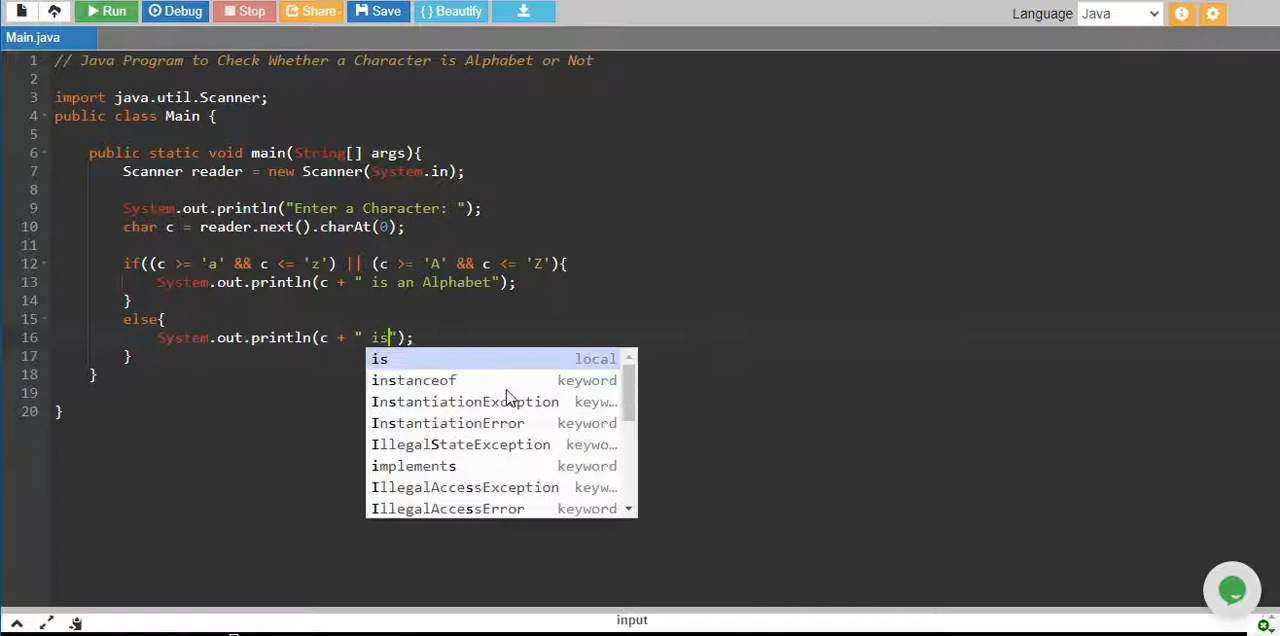 Run Debug Stop Share Save { } Beautify Language Java
Main.java
1 // Java Program to Check Whether a Character is Alphabet or Not
2
3 import java.util.Scanner;
4 public class Main {
5
6 public static void main(String[] args){
7 Scanner reader = new Scanner(System.in);
8
9 System.out.println("Enter a Character: ");
10 char c = reader.next().charAt(0);
11
12 if((c >= 'a' && c <= 'z') || (c >= 'A' && c <= 'Z'){
13 System.out.println(c + " is an Alphabet");
14 }
15 else{
16 System.out.println(c + " is");
17 }
is local
18 }
instanceof keyword
19
InstantiationException keyw...
20 }
InstantiationError keyword
IllegalStateException keywo...
implements keyword
IllegalAccessException keyw...
IllegalAccessError keyword
input